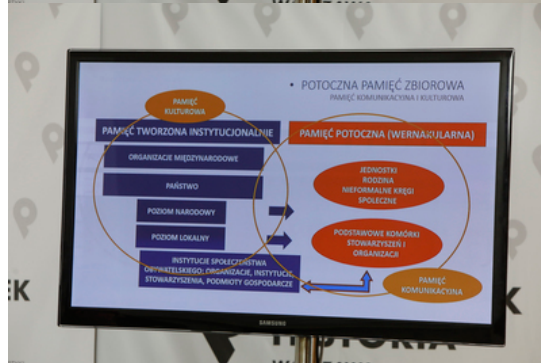 • POTOCZNA PAMIĘĆ ZBIOROWA
PAMIĘĆ KOMUNIKACYJNA I KULTUROWA
PAMIĘĆ
KULTUROWA
PAMIĘĆ TWORZONA INSTYTUCJONALNIE
ORGANIZACJE MIĘDZYNARODOWE
PAŃSTWO
POZIOM NARODOWY
POZIOM LOKALNY
INSTYTUCJE SPOŁECZEŃSTWA
OBYWATELSKIEGO; ORGANIZACJE, INSTYTUCJE,
STOWARZYSZENIA, PODMIOTY GOSPODARCZE
PAMIĘĆ POTOCZNA (WERNAKULARNA)
JEDNOSTKI
RODZINA
NIEFORMALNE KRĘGI
SPOŁECZNE
PODSTAWOWE KOMÓRKI
STOWARZYSZEŃ I
ORGANIZACJI
PAMIĘĆ
KOMUNIKACYJNA
SAMSUNG
EK
K
HISTORIA